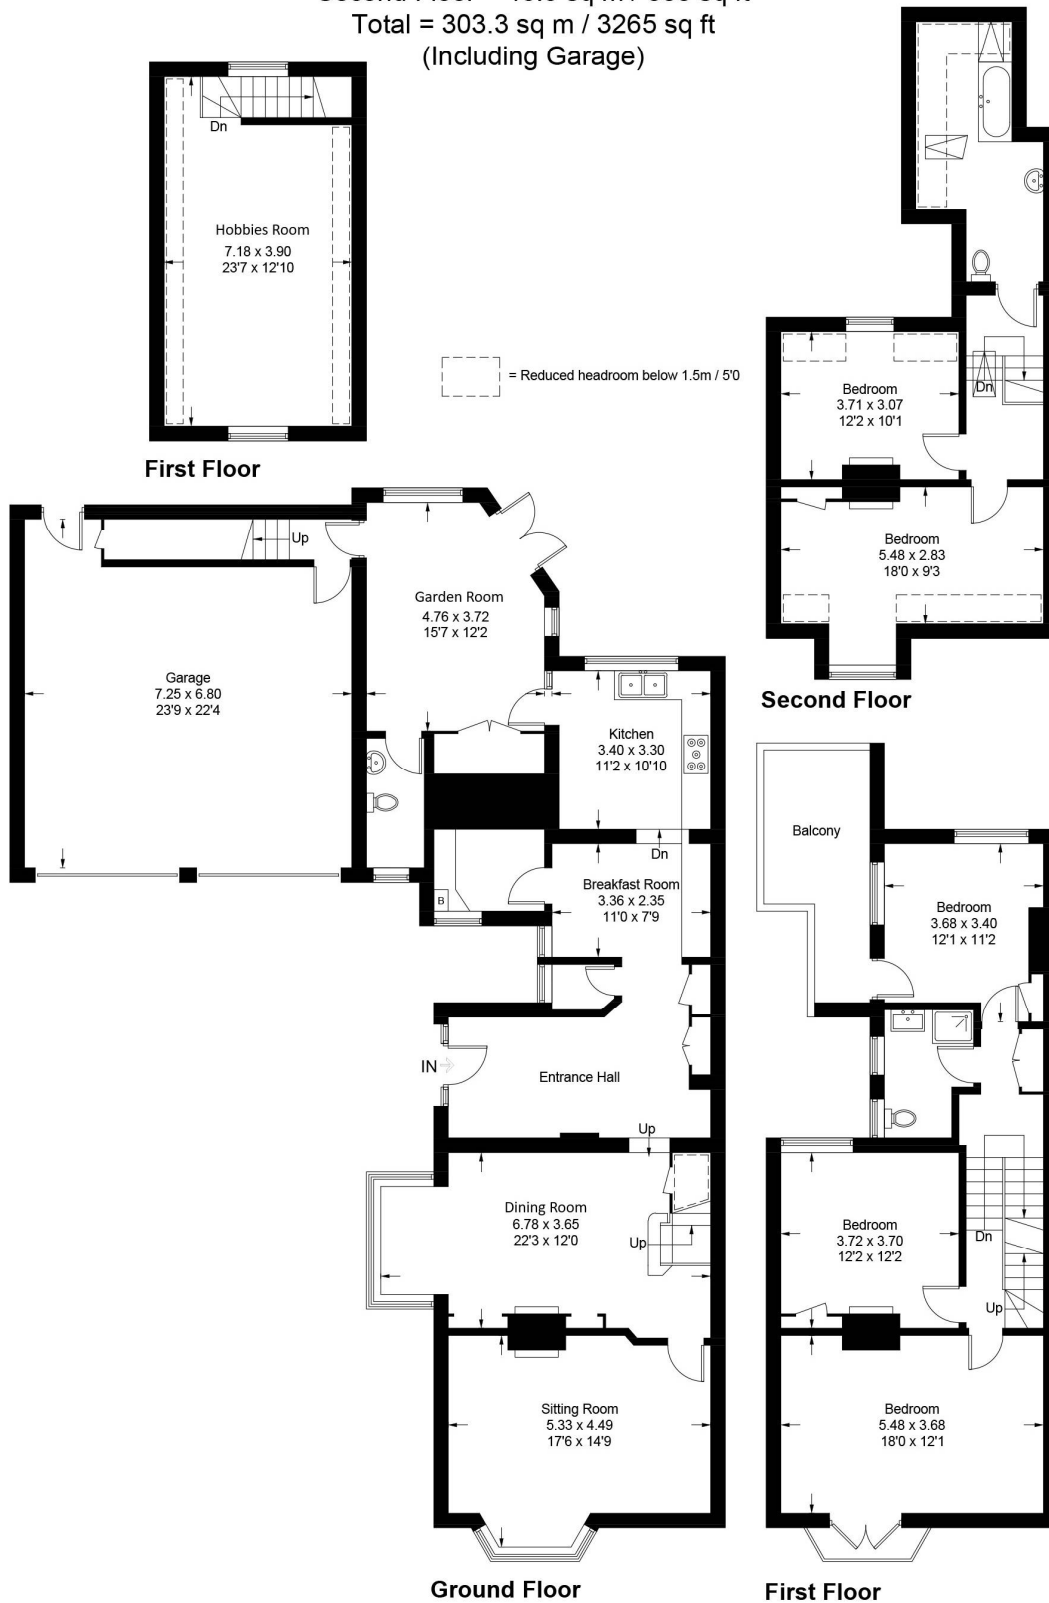 Total = 303.3 sq m / 3265 sq ft
(Including Garage)
Dn
Hobbies Room
7.18 x 3.90
23'7 x 12'10
First Floor
= Reduced headroom below 1.5m / 5'0
Dn
Bedroom
3.71 x 3.07
12'2 x 10'1
Bedroom
5.48 x 2.83
18'0 x 9'3
Second Floor
Up
Garden Room
4.76 x 3.72
15'7 x 12'2
Garage
7.25 x 6.80
23'9 x 22'4
Kitchen
3.40 x 3.30
11'2 x 10'10
Dn
Breakfast Room
3.36 x 2.35
11'0 x 7'9
B
IN
Entrance Hall
Up
Dining Room
6.78 x 3.65
22'3 x 12'0
Up
Sitting Room
5.33 x 4.49
17'6 x 14'9
Ground Floor
Balcony
Bedroom
3.68 x 3.40
12'1 x 11'2
Bedroom
3.72 x 3.70
12'2 x 12'2
Dn
Up
Bedroom
5.48 x 3.68
18'0 x 12'1
First Floor